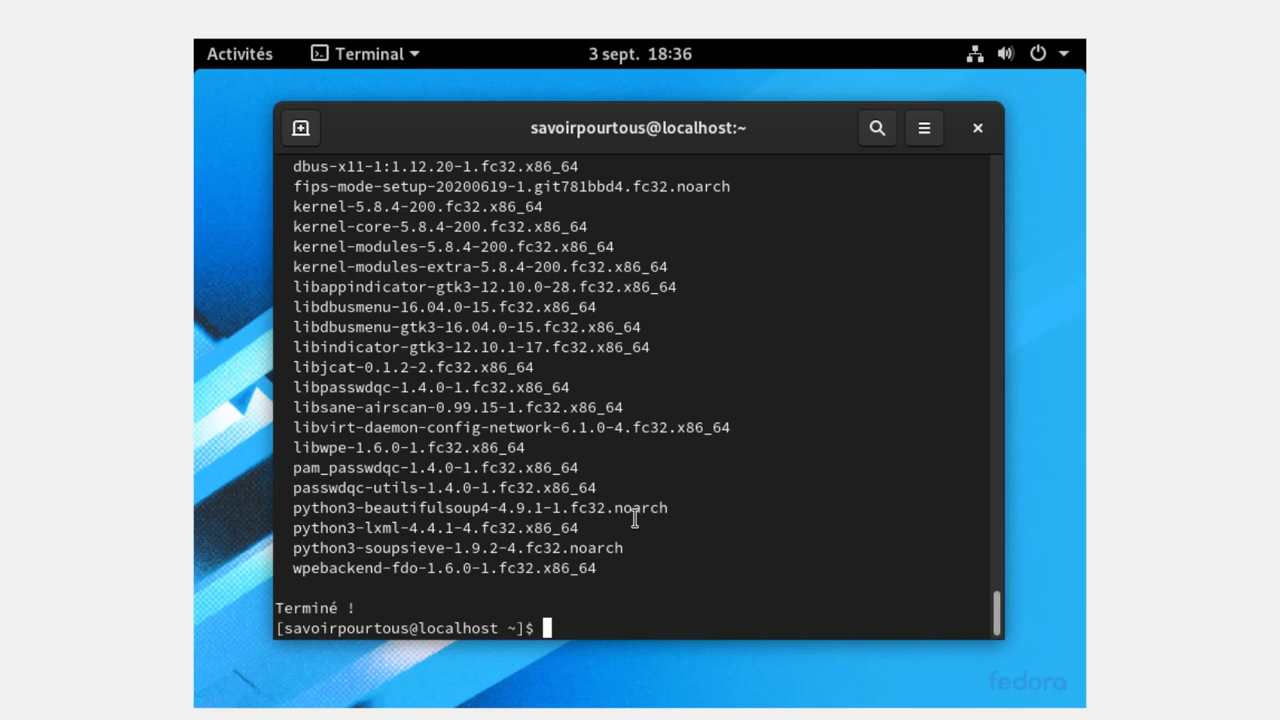 Activités
Terminal
3 sept. 18:36
savoirpourtous@localhost:~
dbus-x11-1:1.12.20-1.fc32.x86_64
fips-mode-setup-20200619-1.git781bbd4.fc32.noarch
kernel-5.8.4-200.fc32.x86_64
kernel-core-5.8.4-200.fc32.x86_64
kernel-modules-5.8.4-200.fc32.x86_64
kernel-modules-extra-5.8.4-200.fc32.x86_64
libappindicator-gtk3-12.10.0-28.fc32.x86_64
libdbusmenu-16.04.0-15.fc32.x86_64
libdbusmenu-gtk3-16.04.0-15.fc32.x86_64
libindicator-gtk3-12.10.1-17.fc32.x86_64
libjcat-0.1.2-2.fc32.x86_64
libpasswdqc-1.4.0-1.fc32.x86_64
libsane-airscan-0.99.15-1.fc32.x86_64
libvirt-daemon-config-network-6.1.0-4.fc32.x86_64
libwpe-1.6.0-1.fc32.x86_64
pam_passwdqc-1.4.0-1.fc32.x86_64
passwdqc-utils-1.4.0-1.fc32.x86_64
python3-beautifulsoup4-4.9.1-1.fc32.noarch
python3-lxml-4.4.1-4.fc32.x86_64
python3-soupsieve-1.9.2-4.fc32.noarch
wpebackend-fdo-1.6.0-1.fc32.x86_64
Terminé !
[savoirpourtous@localhost ~]$
fedora